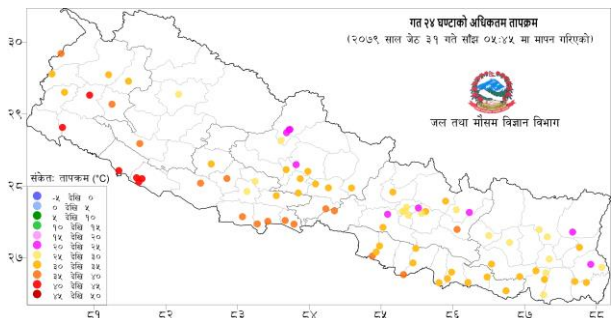 गत २४ घण्टाको अधिकतम तापक्रम
(२०७९ साल जेठ ३१ गते साँझ ०५:४५ मा मापन गरिएको)
जल तथा मौसम विज्ञान विभाग
३०
२९
२८
२७
संकेतः तापक्रम (°C)
-५ देखि ०
० देखि ५
५ देखि १०
१० देखि १५
१५ देखि २०
२० देखि २५
२५ देखि ३०
३० देखि ३५
३५ देखि ४०
४० देखि ४५
४५ देखि ५०
८१ ८२ ८३ ८४ ८५ ८६ ८७ ८८